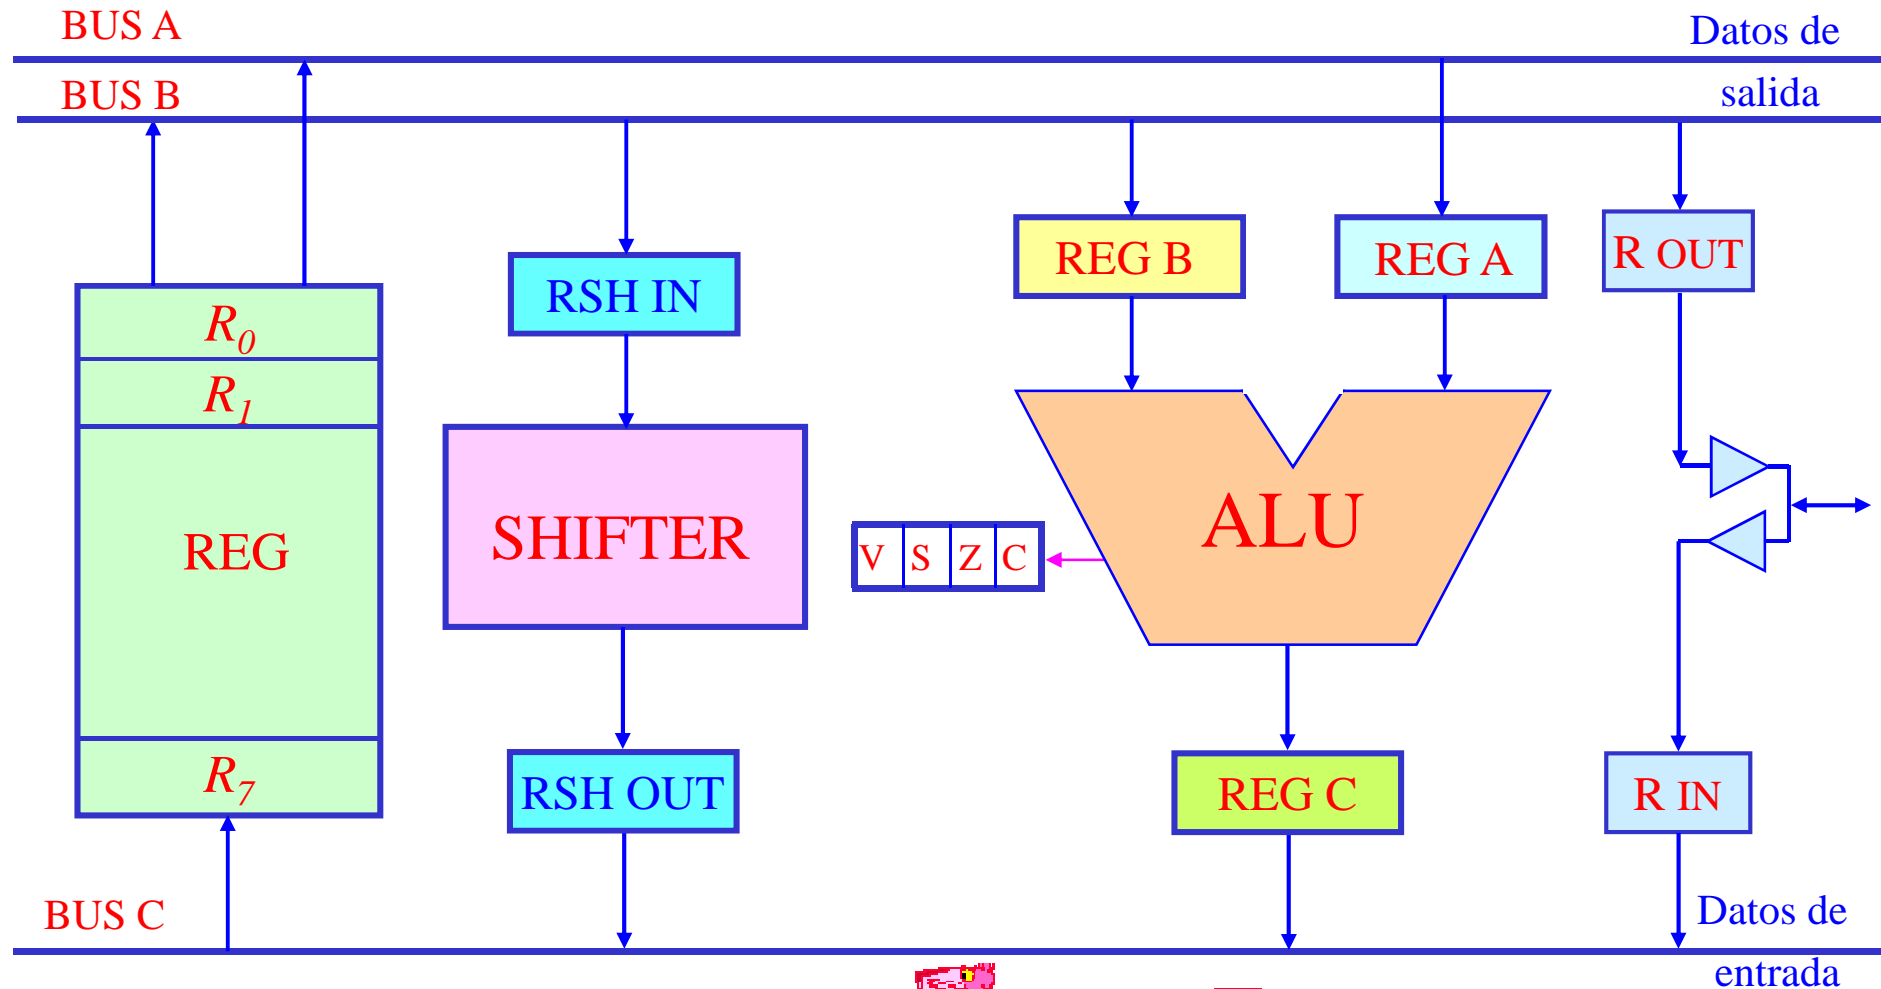 BUS A
Datos de
BUS B
salida
REG B
REG A
R OUT
RSH IN
R0
R1
REG
SHIFTER
ALU
V S Z C
R7
RSH OUT
REG C
R IN
BUS C
Datos de
entrada